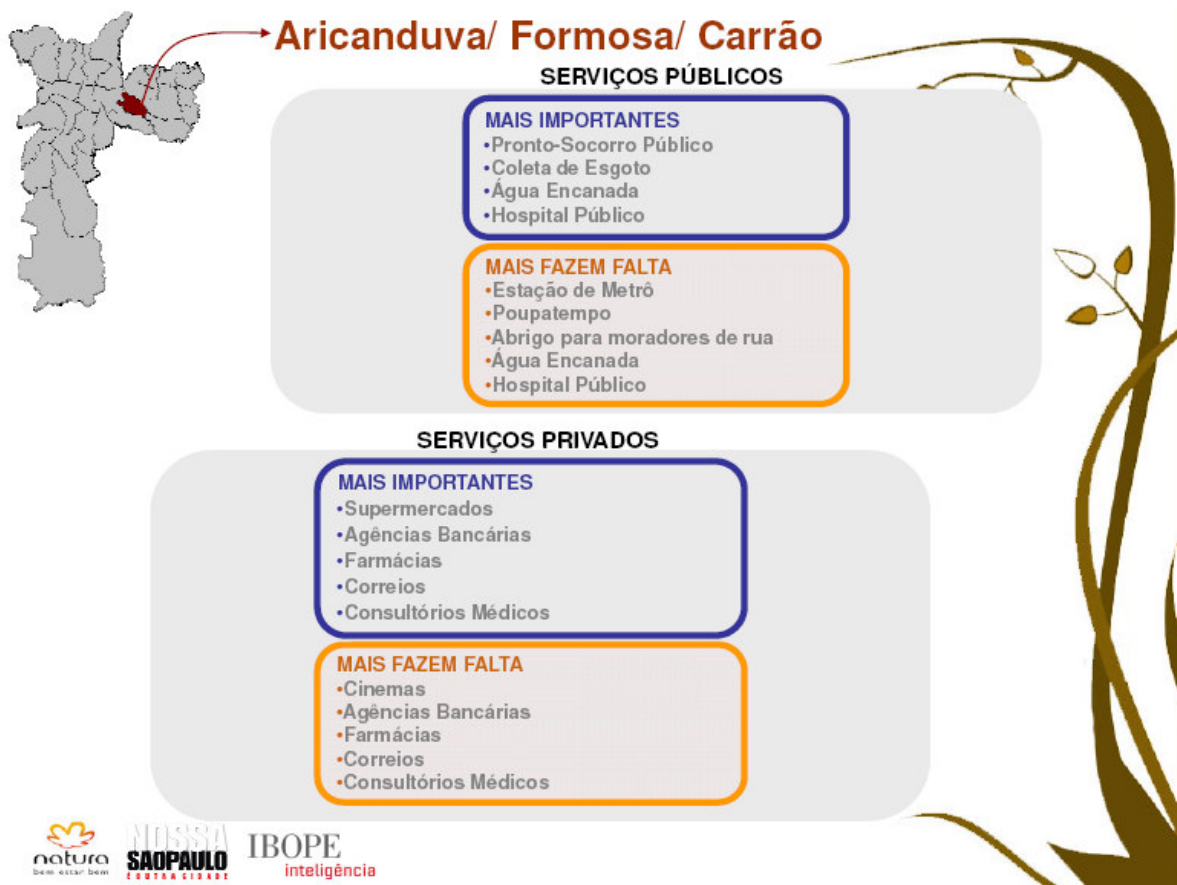 Aricanduva/ Formosa/ Carrão
SERVIÇOS PÚBLICOS
MAIS IMPORTANTES
•Pronto-Socorro Público
•Coleta de Esgoto
•Água Encanada
•Hospital Público
MAIS FAZEM FALTA
•Estação de Metrô
•Poupatempo
•Abrigo para moradores de rua
•Água Encanada
•Hospital Público
SERVIÇOS PRIVADOS
MAIS IMPORTANTES
•Supermercados
•Agências Bancárias
•Farmácias
•Correios
•Consultórios Médicos
MAIS FAZEM FALTA
•Cinemas
•Agências Bancárias
•Farmácias
•Correios
•Consultórios Médicos
natura
bem estar bem
NOSSA
SAOPAULO
É OUTRA CIDADE
IBOPE
inteligência